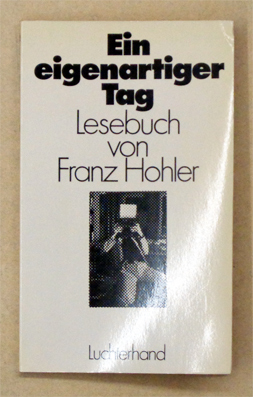 Ein
eigenartiger
Tag
Lesebuch
von
Franz Hohler
Luchterhand